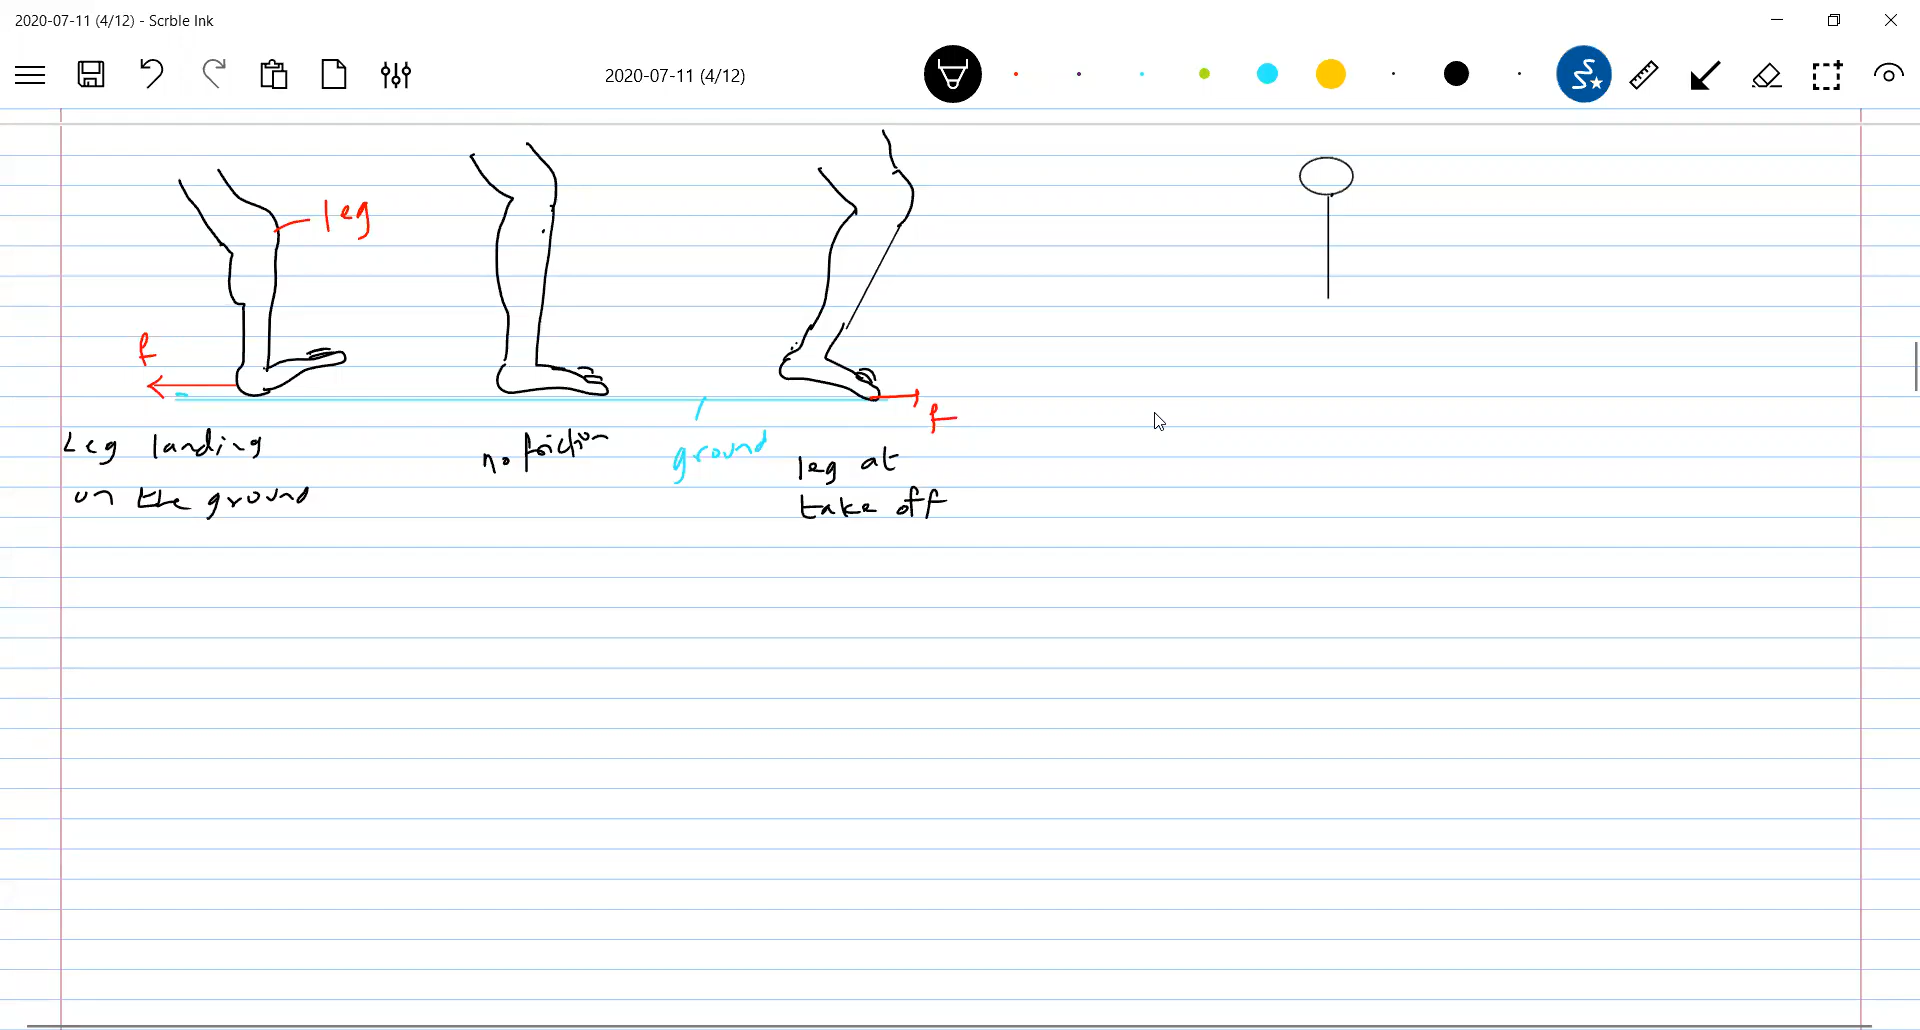 2020-07-11 (4/12) - Scrble Ink
2020-07-11 (4/12)
leg
f
f
Leg landing
on the ground
no friction
ground
leg at
take off